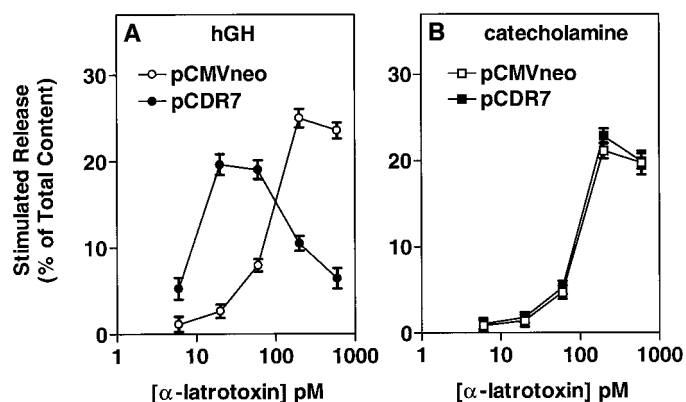 A hGH
pCMVneo
pCDR7
30
20
10
0
1 10 100 1000
[α-latrotoxin] pM
Stimulated Release
(% of Total Content)
B catecholamine
pCMVneo
pCDR7
30
20
10
0
1 10 100 1000
[α-latrotoxin] pM